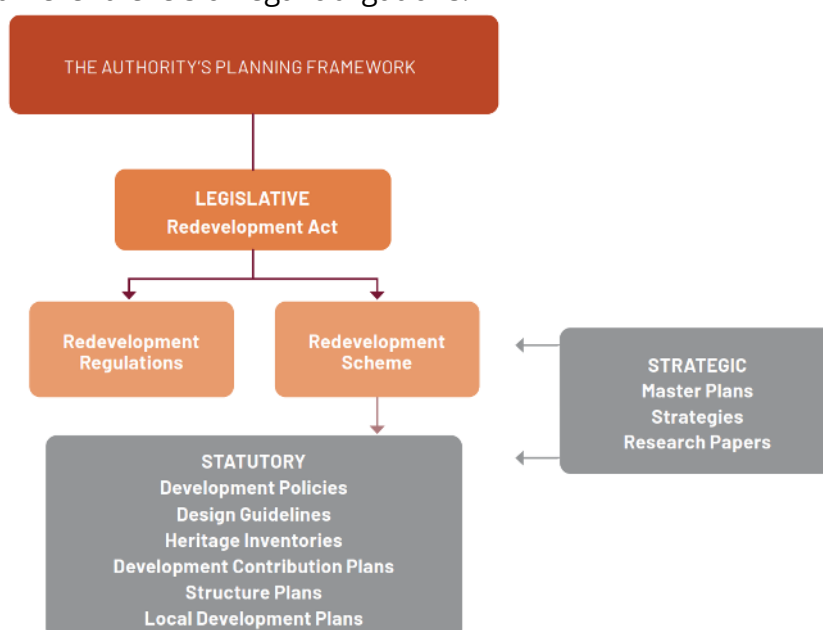 THE AUTHORITY'S PLANNING FRAMEWORK
LEGISLATIVE
Redevelopment Act
Redevelopment
Regulations
Redevelopment
Scheme
STRATEGIC
Master Plans
Strategies
Research Papers
STATUTORY
Development Policies
Design Guidelines
Heritage Inventories
Development Contribution Plans
Structure Plans
Local Development Plans